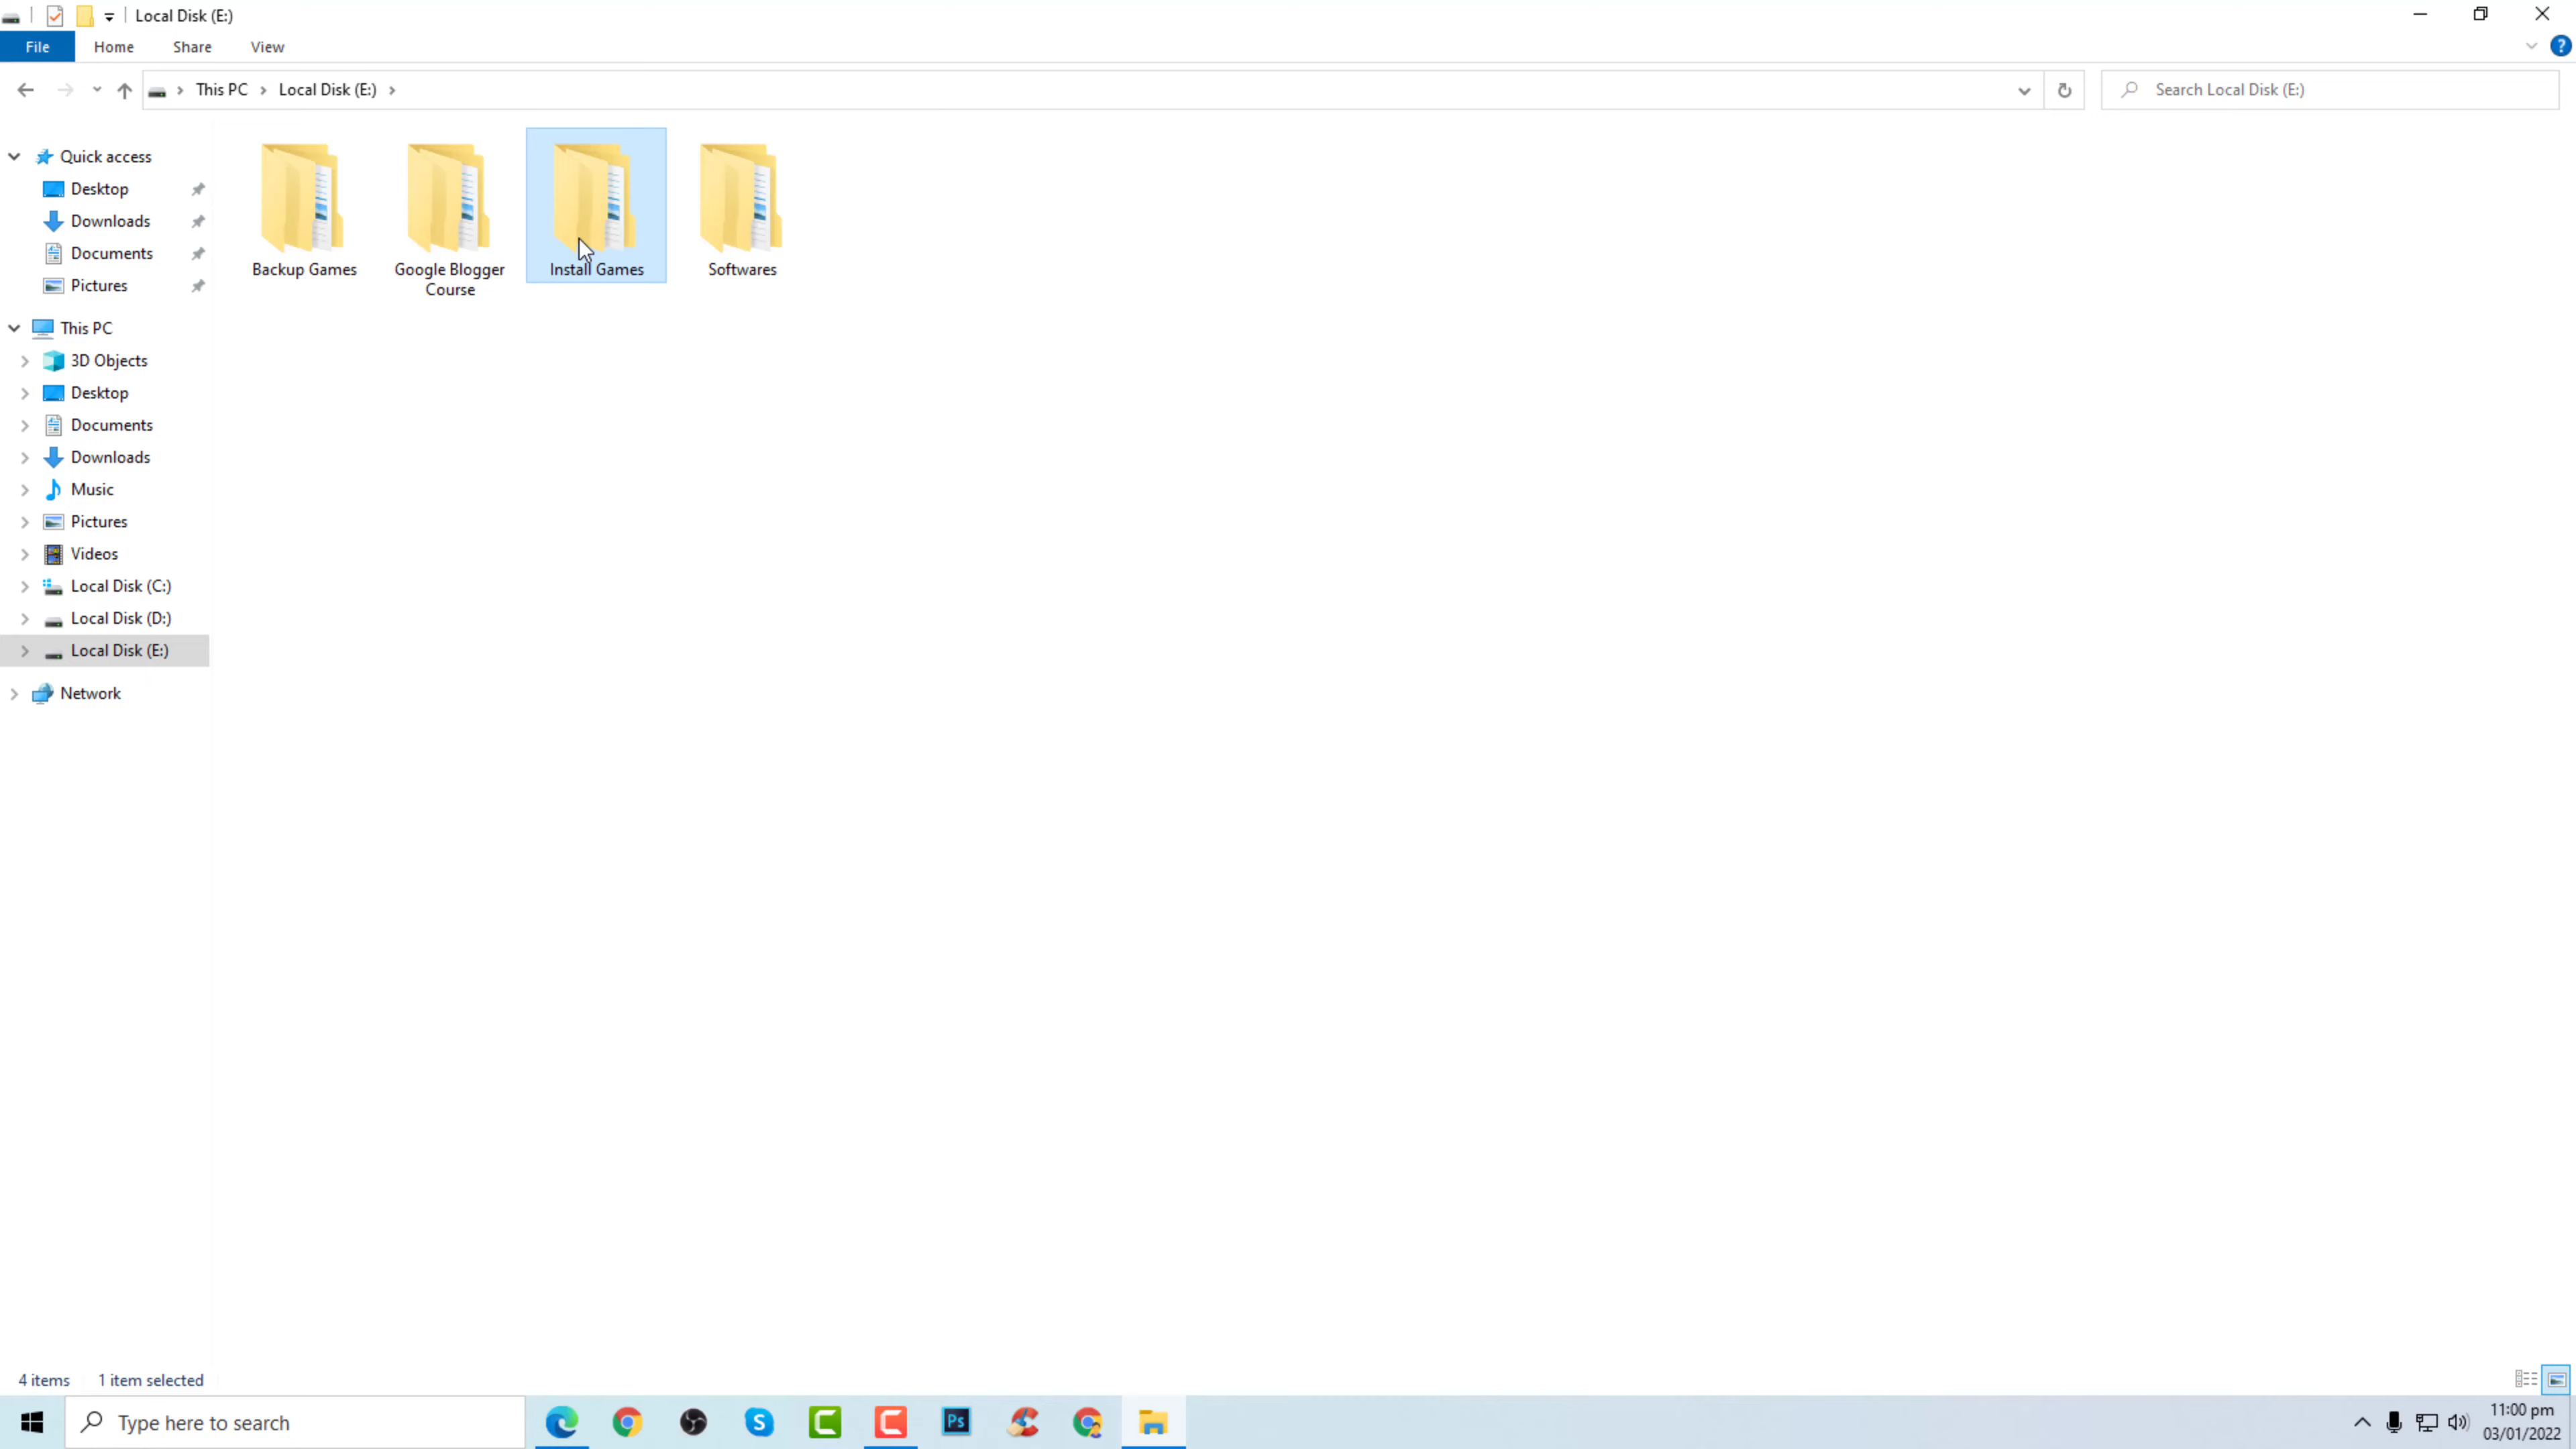 Local Disk (E:)
File Home Share View
This PC Local Disk (E:)
Search Local Disk (E:)
Quick access
Desktop
Downloads
Documents
Pictures
This PC
3D Objects
Desktop
Documents
Downloads
Music
Pictures
Videos
Local Disk (C:)
Local Disk (D:)
Local Disk (E:)
Network
Backup Games
Google Blogger
Course
Install Games
Softwares
4 items 1 item selected
Type here to search
Ps
11:00 pm
03/01/2022